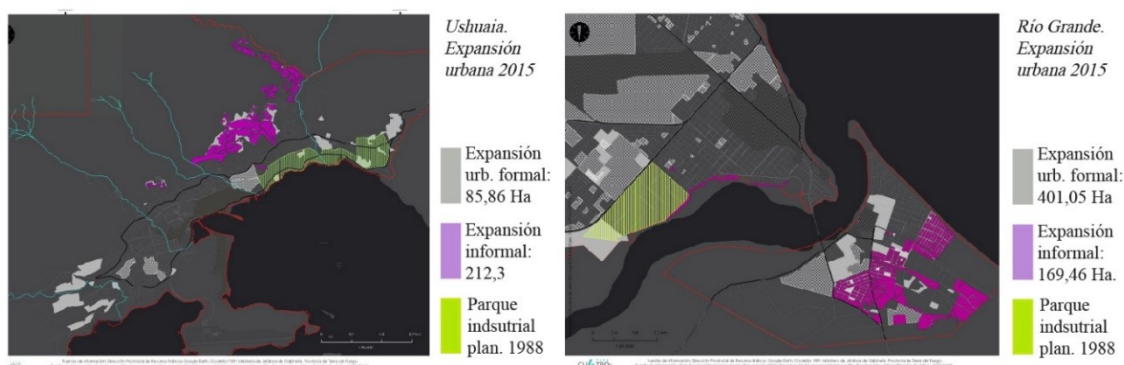 Ushuaia.
Expansión
urbana 2015
Expansión
urb. formal:
85,86 Ha
Expansión
informal:
212,3
Parque
indsutrial
plan. 1988
Río Grande.
Expansión
urbana 2015
Expansión
urb. formal:
401,05 Ha
Expansión
informal:
169,46 Ha.
Parque
indsutrial
plan. 1988